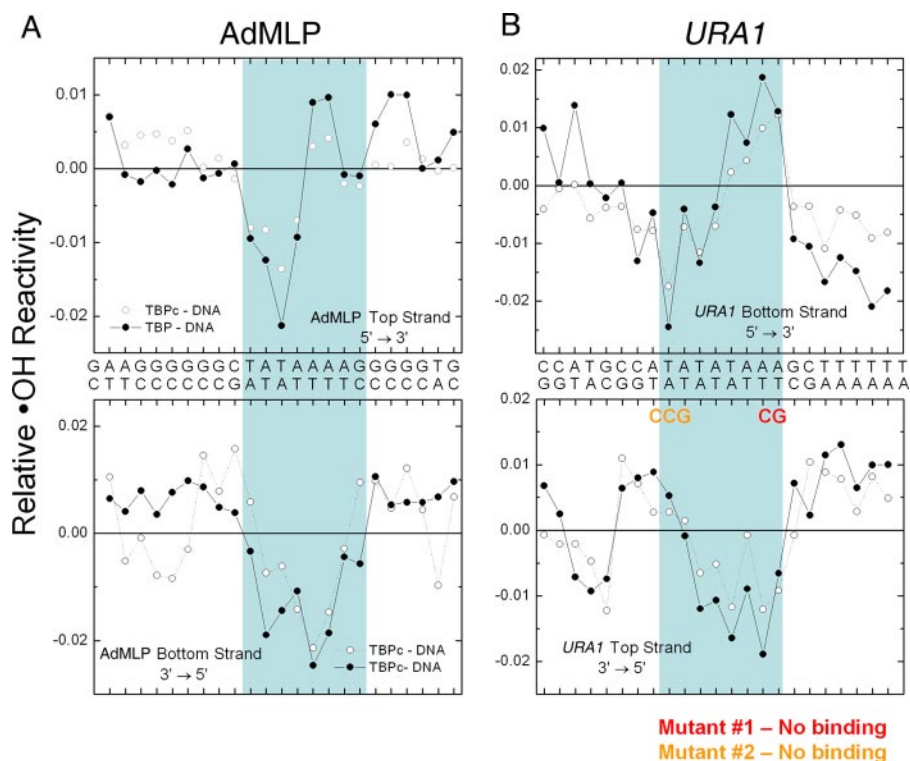 A
AdMLP
B
URA1
Relative •OH Reactivity
0.01
0.00
-0.01
-0.02
TBPc - DNA
TBP - DNA
AdMLP Top Strand
5' → 3'
0.02
0.01
0.00
-0.01
-0.02
URA1 Bottom Strand
5' → 3'
G A A G G G G G G C T A T A A A A G G G G G T G
C T T C C C C C C G A T A T T T T C C C C C A C
C C A T G C C A T A T A T A A A G C T T T T T
G G T A C G G T A T A T A T T T C G A A A A A
0.02
0.00
-0.02
AdMLP Bottom Strand
3' → 5'
TBPc - DNA
TBPc- DNA
0.02
CCG
CG
0.01
0.00
-0.01
-0.02
URA1 Top Strand
3' → 5'
Mutant #1 – No binding
Mutant #2 – No binding